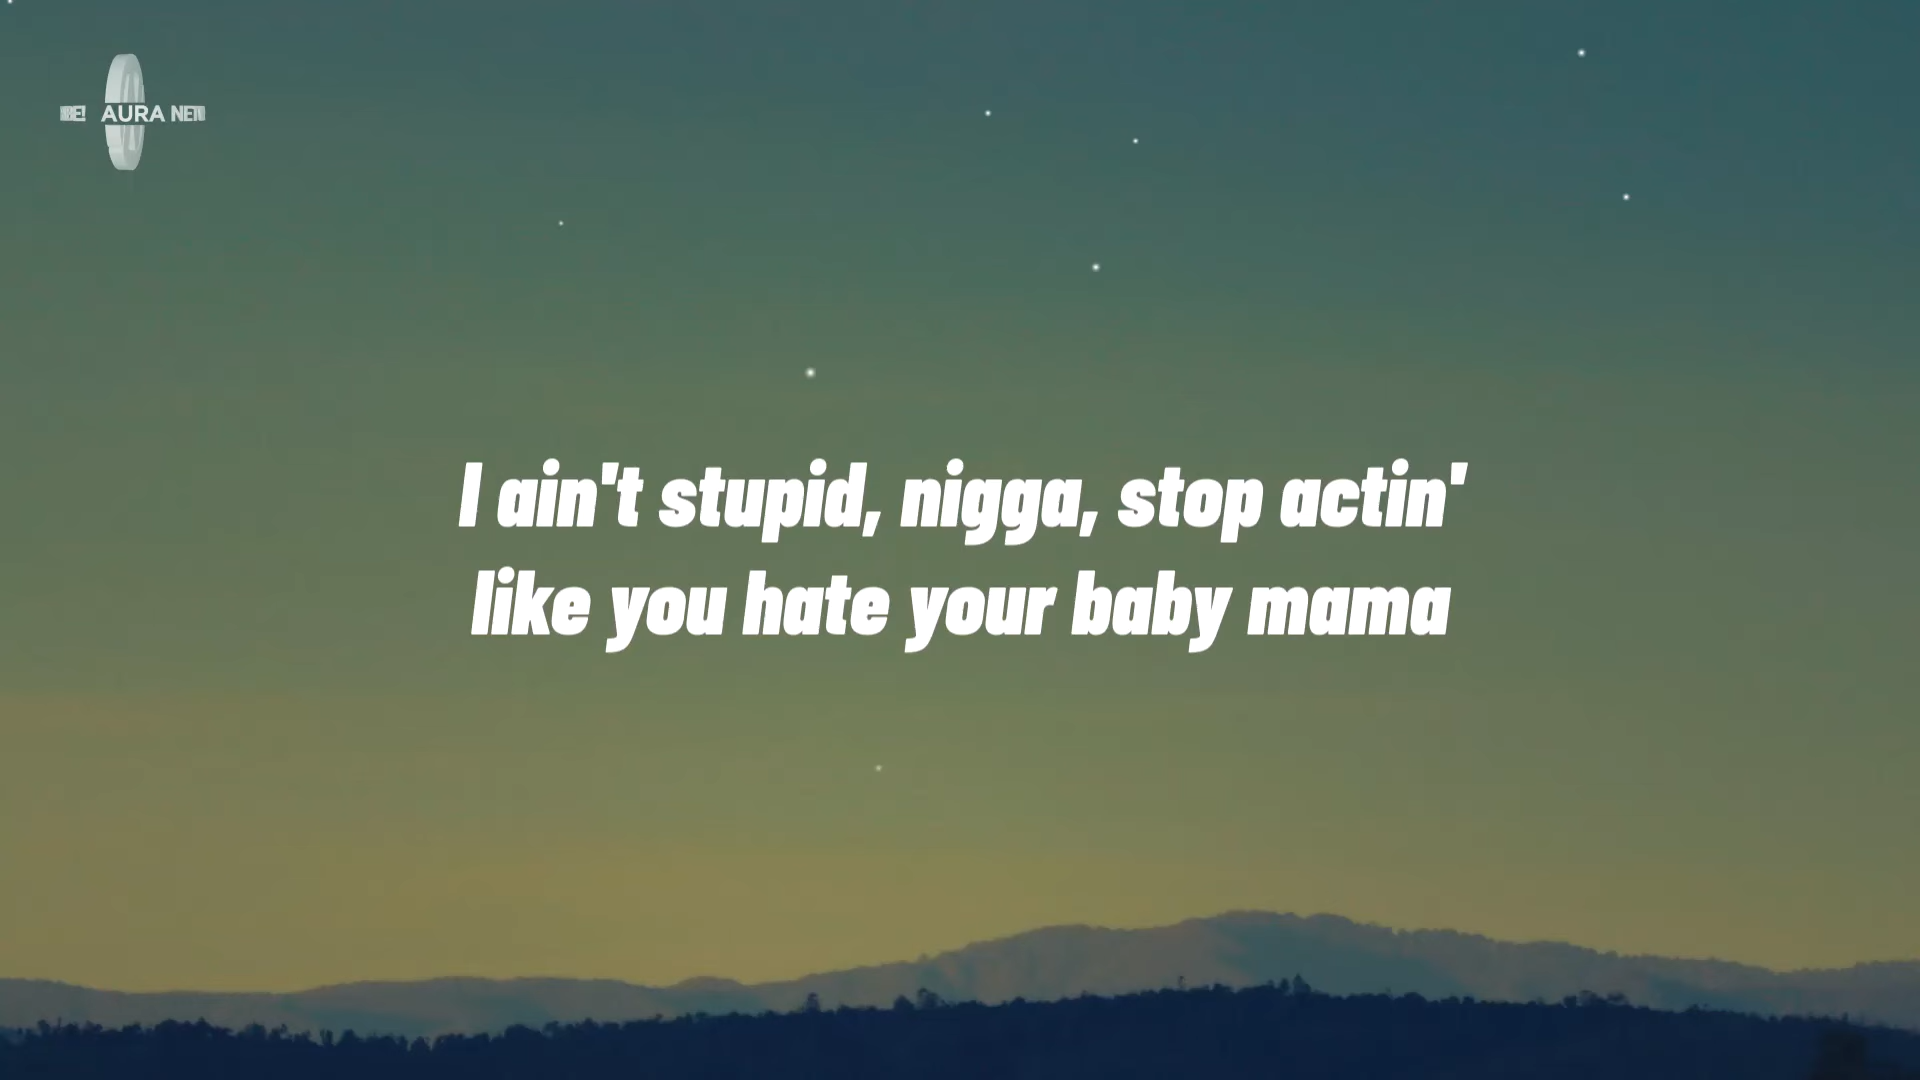 AURA
I ain't stupid, nigga, stop actin'
like you hate your baby mama